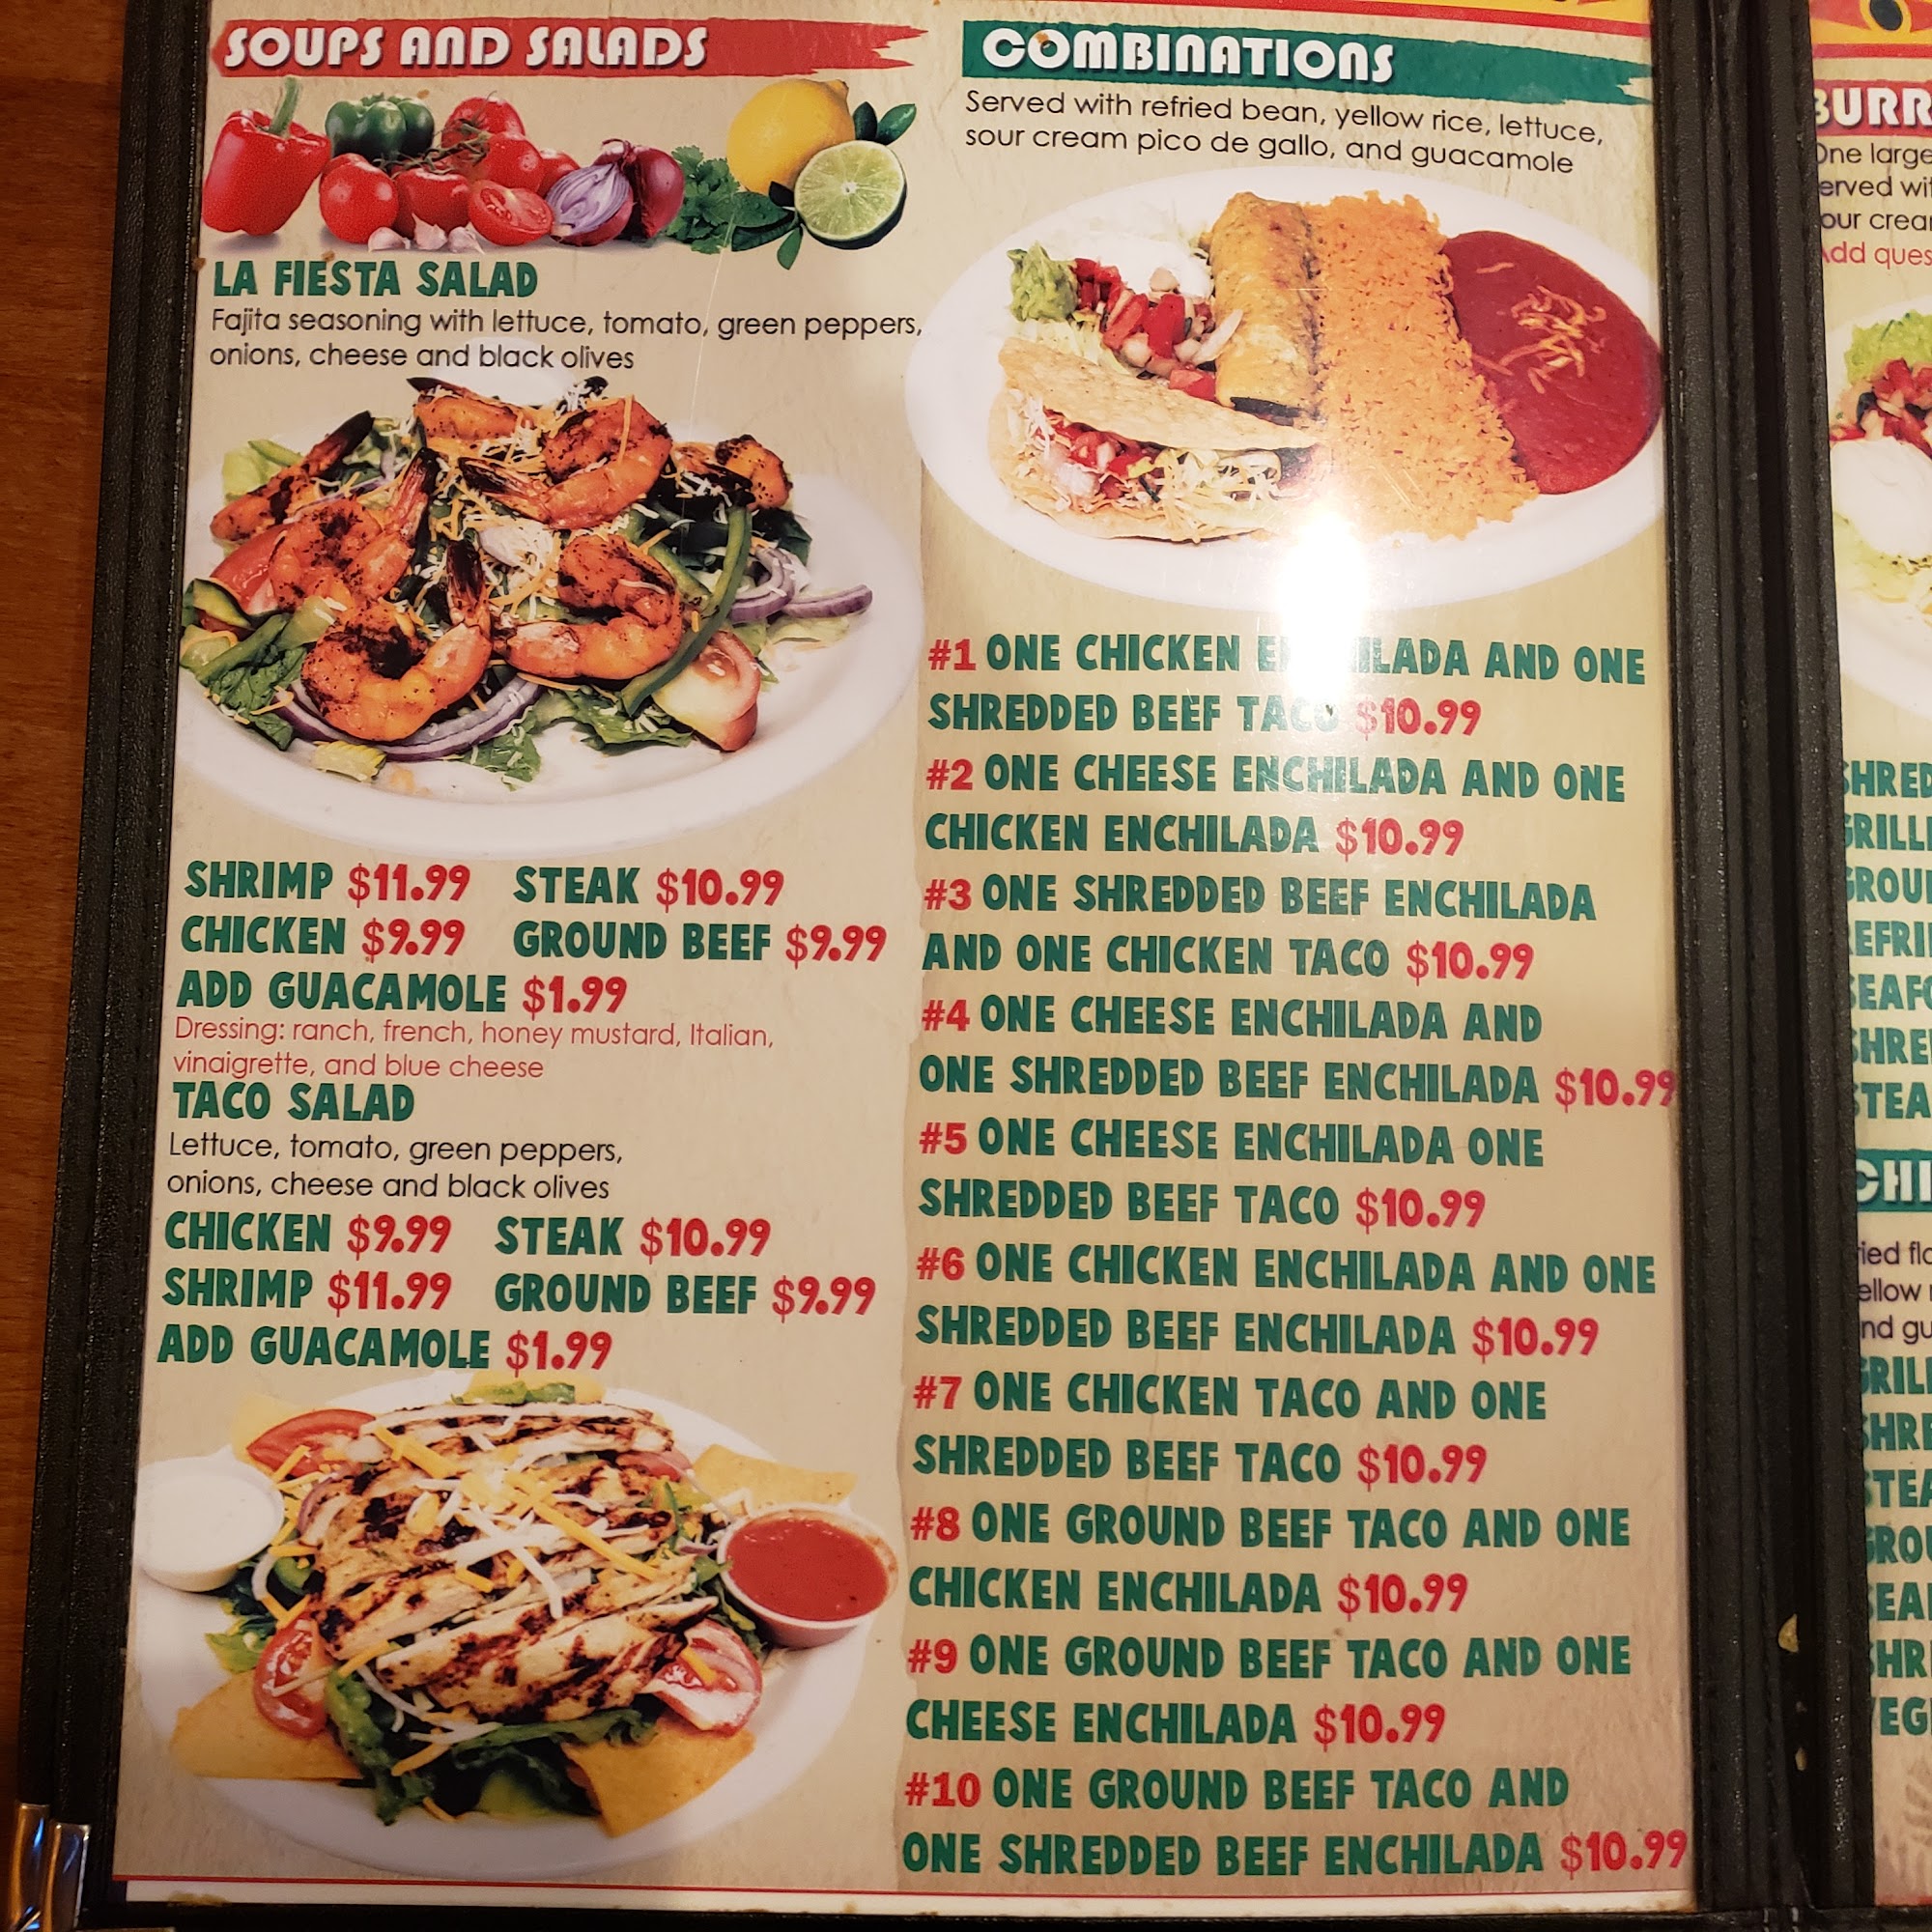 SOUPS AND SALADS
LA FIESTA SALAD
Fajita seasoning with lettuce, tomato, green peppers,
onions, cheese and black olives
SHRIMP $11.99 STEAK $10.99
CHICKEN $9.99 GROUND BEEF $9.99
ADD GUACAMOLE $1.99
Dressing: ranch, french, honey mustard, Italian,
vinaigrette, and blue cheese
TACO SALAD
Lettuce, tomato, green peppers,
onions, cheese and black olives
CHICKEN $9.99 STEAK $10.99
SHRIMP $11.99 GROUND BEEF $9.99
ADD GUACAMOLE $1.99
COMBINATIONS
Served with refried bean, yellow rice, lettuce,
sour cream pico de gallo, and guacamole
#1 ONE CHICKEN ENCHILADA AND ONE
SHREDDED BEEF TACO $10.99
#2 ONE CHEESE ENCHILADA AND ONE
CHICKEN ENCHILADA $10.99
#3 ONE SHREDDED BEEF ENCHILADA
AND ONE CHICKEN TACO $10.99
#4 ONE CHEESE ENCHILADA AND
ONE SHREDDED BEEF ENCHILADA $10.99
#5 ONE CHEESE ENCHILADA ONE
SHREDDED BEEF TACO $10.99
#6 ONE CHICKEN ENCHILADA AND ONE
SHREDDED BEEF ENCHILADA $10.99
#7 ONE CHICKEN TACO AND ONE
SHREDDED BEEF TACO $10.99
#8 ONE GROUND BEEF TACO AND ONE
CHICKEN ENCHILADA $10.99
#9 ONE GROUND BEEF TACO AND ONE
CHEESE ENCHILADA $10.99
#10 ONE GROUND BEEF TACO AND
ONE SHREDDED BEEF ENCHILADA $10.99
One large